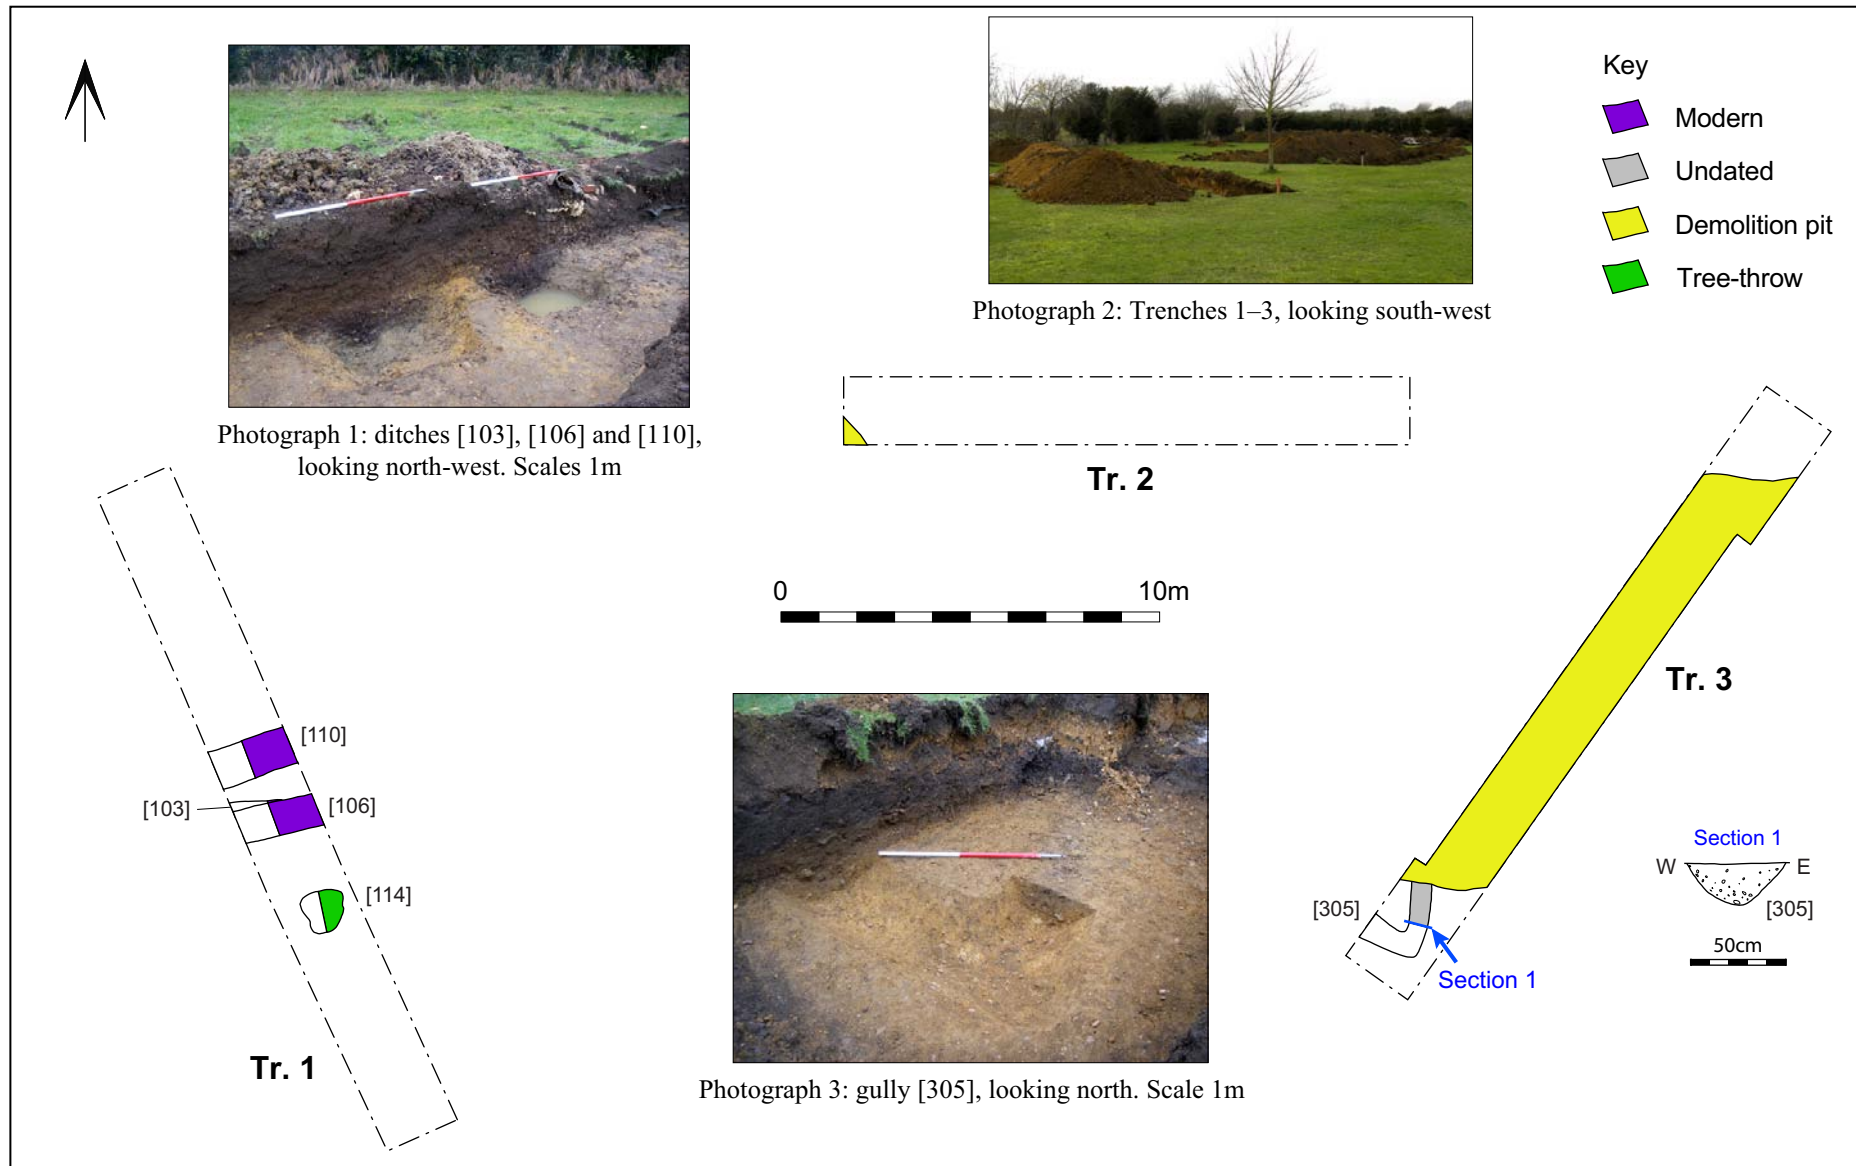 Key
Modern
Undated
Demolition pit
Tree-throw
Photograph 2: Trenches 1–3, looking south-west
Photograph 1: ditches [103], [106] and [110],
looking north-west. Scales 1m
Tr. 2
0 10m
[110]
[103]
[106]
[114]
Tr. 1
Tr. 3
Section 1
W E
[305]
50cm
[305]
Section 1
Photograph 3: gully [305], looking north. Scale 1m